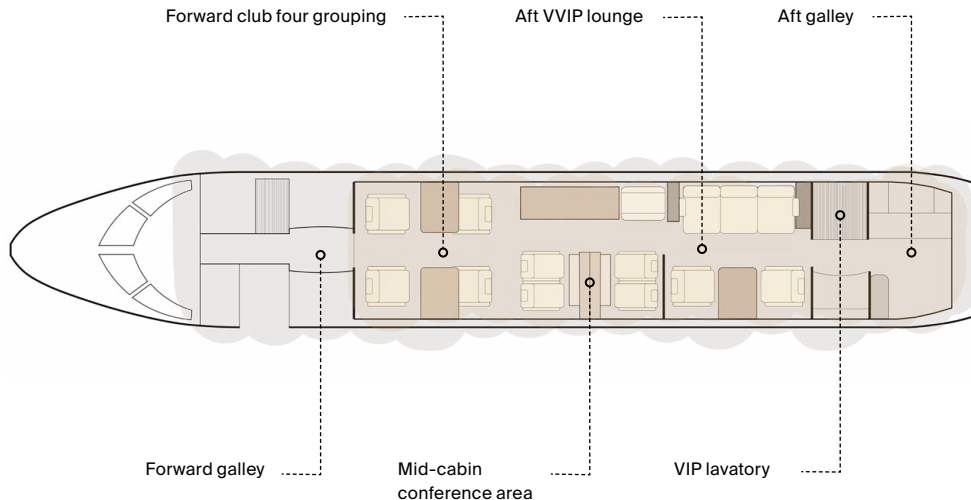 Forward club four grouping
Aft VVIP lounge
Aft galley
Forward galley
Mid-cabin
conference area
VIP lavatory